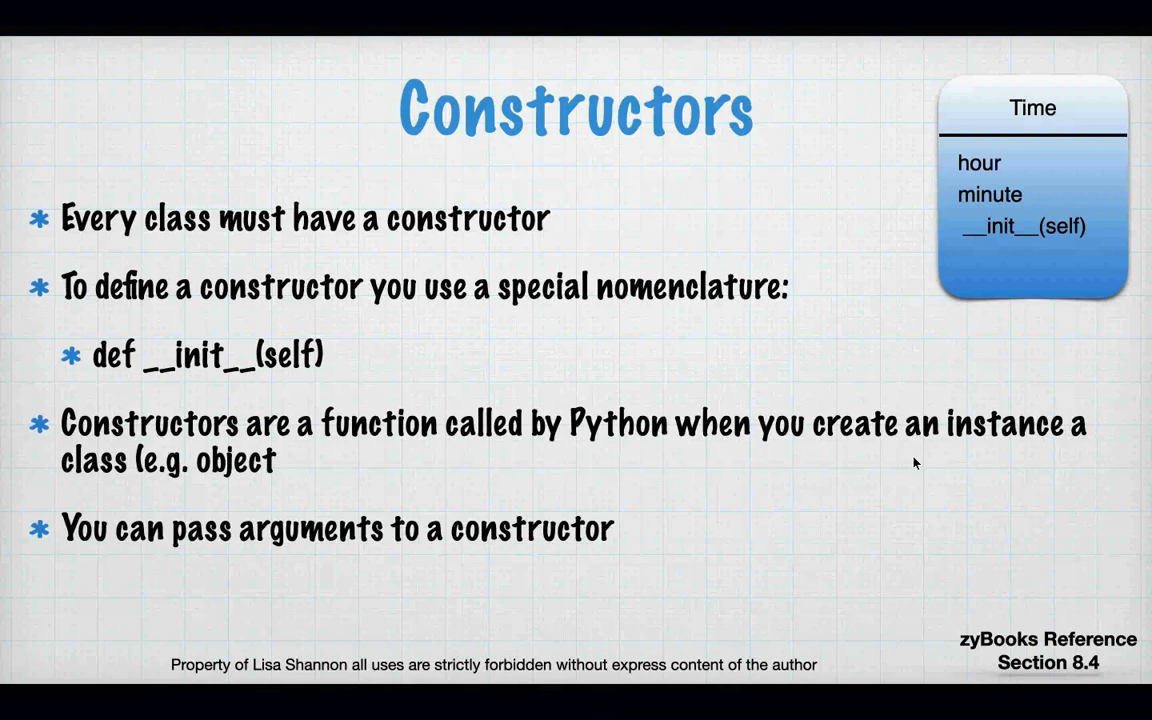 Constructors
Time
hour
minute
__init__(self)
* Every class must have a constructor
* To define a constructor you use a special nomenclature:
* def __init__(self)
* Constructors are a function called by Python when you create an instance a
class (e.g. object
* You can pass arguments to a constructor
zyBooks Reference
Section 8.4
Property of Lisa Shannon all uses are strictly forbidden without express content of the author